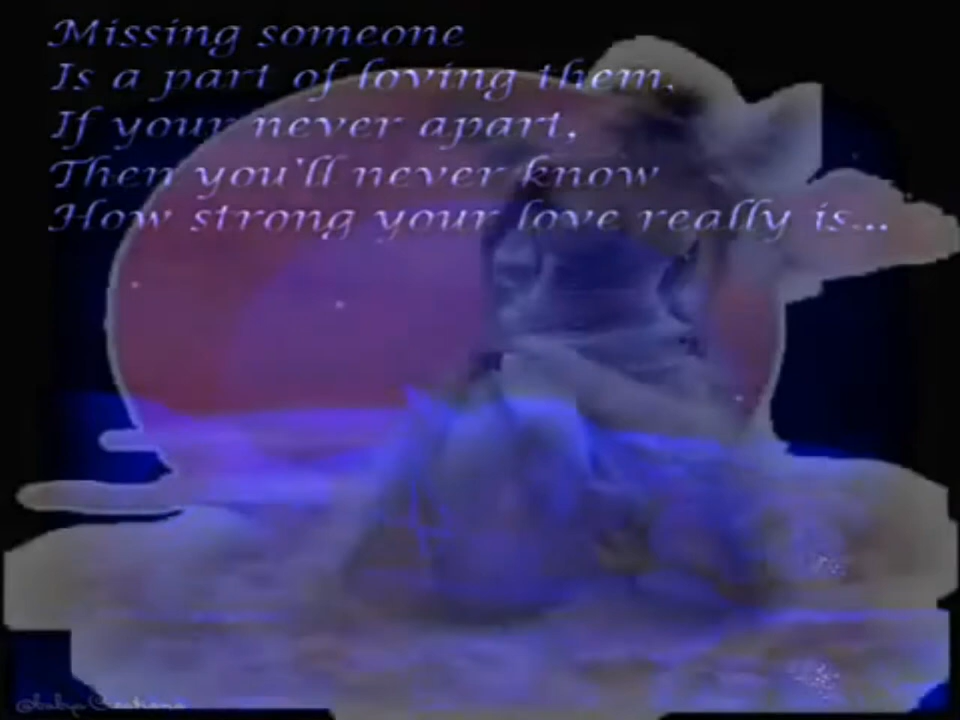 Missing someone
Is a part of loving them,
If your never apart,
Then you'll never know
How strong your love really is...